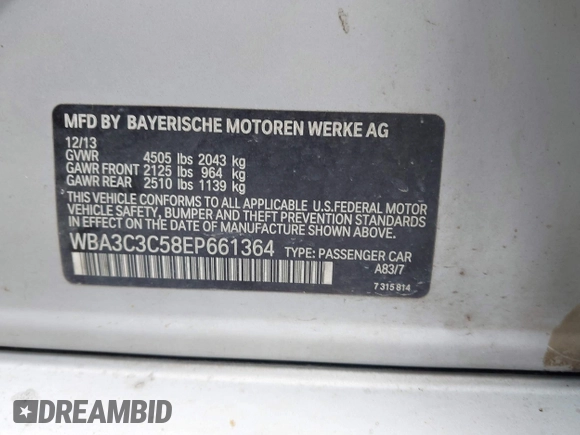 MFD BY BAYERISCHE MOTOREN WERKE AG
12/13
GVWR 4505 lbs 2043 kg
GAWR FRONT 2125 lbs 964 kg
GAWR REAR 2510 lbs 1139 kg
THIS VEHICLE CONFORMS TO ALL APPLICABLE U.S.FEDERAL MOTOR
VEHICLE SAFETY, BUMPER AND THEFT PREVENTION STANDARDS
IN EFFECT ON THE DATE OF MANUFACTURE SHOWN ABOVE.
WBA3C3C58EP661364 TYPE: PASSENGER CAR
A83/7
7 315 814
DREAMBID